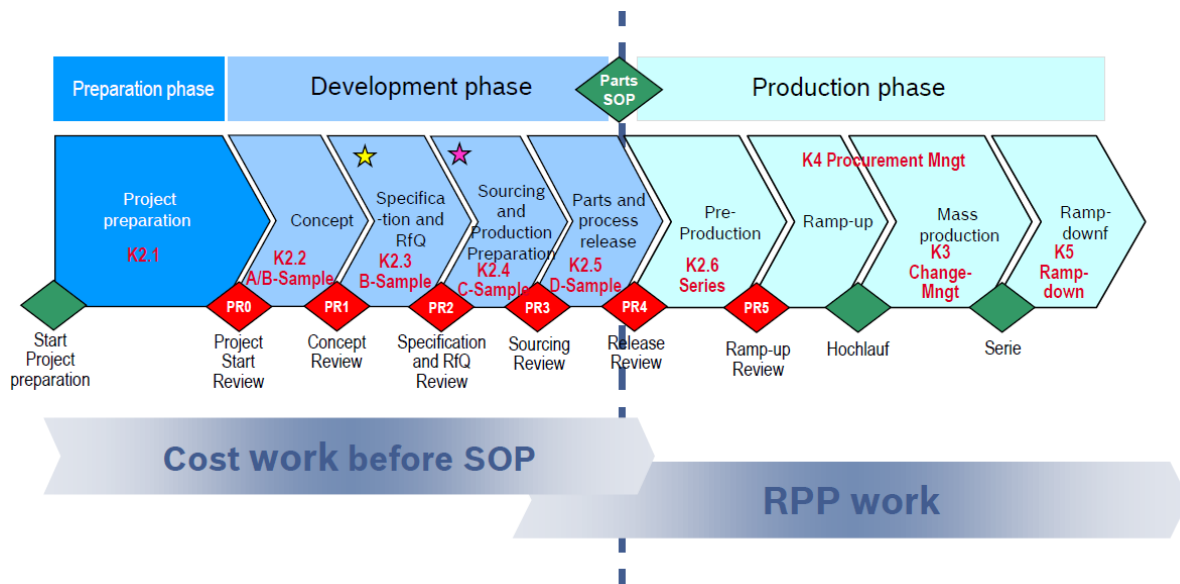 Preparation phase
Development phase
Parts
SOP
Production phase
Project
preparation
K2.1
Concept
K2.2
A/B-Sample
Specifica
-tion and
RfQ
K2.3
B-Sample
Sourcing
and
Production
Preparation
K2.4
C-Sample
Parts and
process
release
K2.5
D-Sample
Pre-
Production
K2.6
Series
K4 Procurement Mngt
Ramp-up
Mass
production
K3
Change-
Mngt
Ramp-
downf
K5
Ramp-
down
PR0
PR1
PR2
PR3
PR4
PR5
Start
Project
preparation
Project
Start
Review
Concept
Review
Specification
and RfQ
Review
Sourcing
Review
Release
Review
Ramp-up
Review
Hochlauf
Serie
Cost work before SOP
RPP work